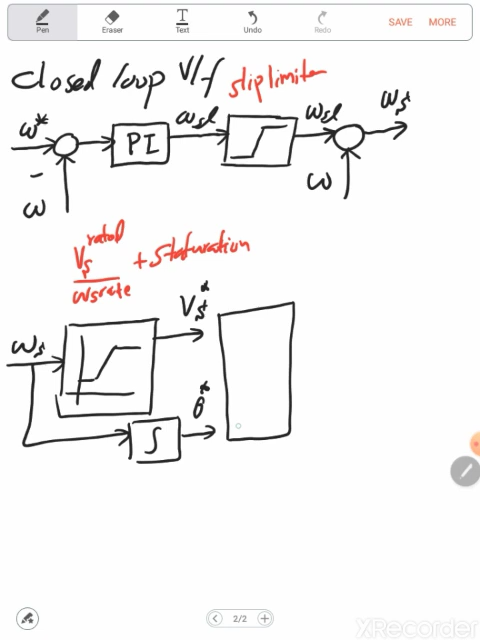 Pen Eraser Text Undo Redo SAVE MORE
closed loop V/f
slip limiter
ω* PI ωsl ωsl ωs*
- ω ω
Vs rated
ωs rate
+ Staturation
Vs*
ωs
θ*
∫
2/2
XRecorder